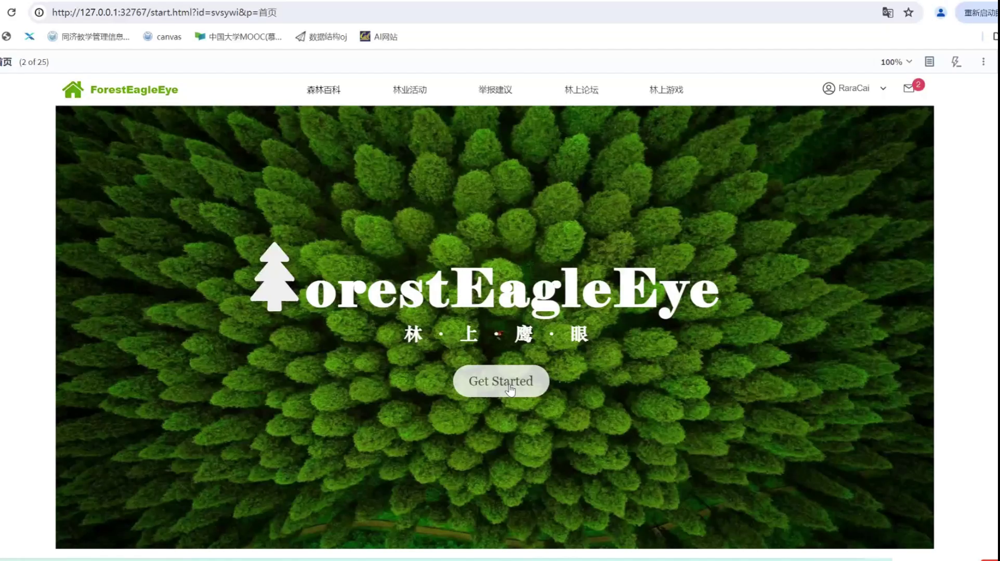 http://127.0.0.1:32767/start.html?id=svsywi&p=首页
重新启动
同济教学管理信息...
canvas
中国大学MOOC(慕...
数据结构oj
AI网站
首页 (2 of 25)
100%
ForestEagleEye
森林百科
林业活动
举报建议
林上论坛
林上游戏
RaraCai
2
orestEagleEye
林·上·鹰·眼
Get Started